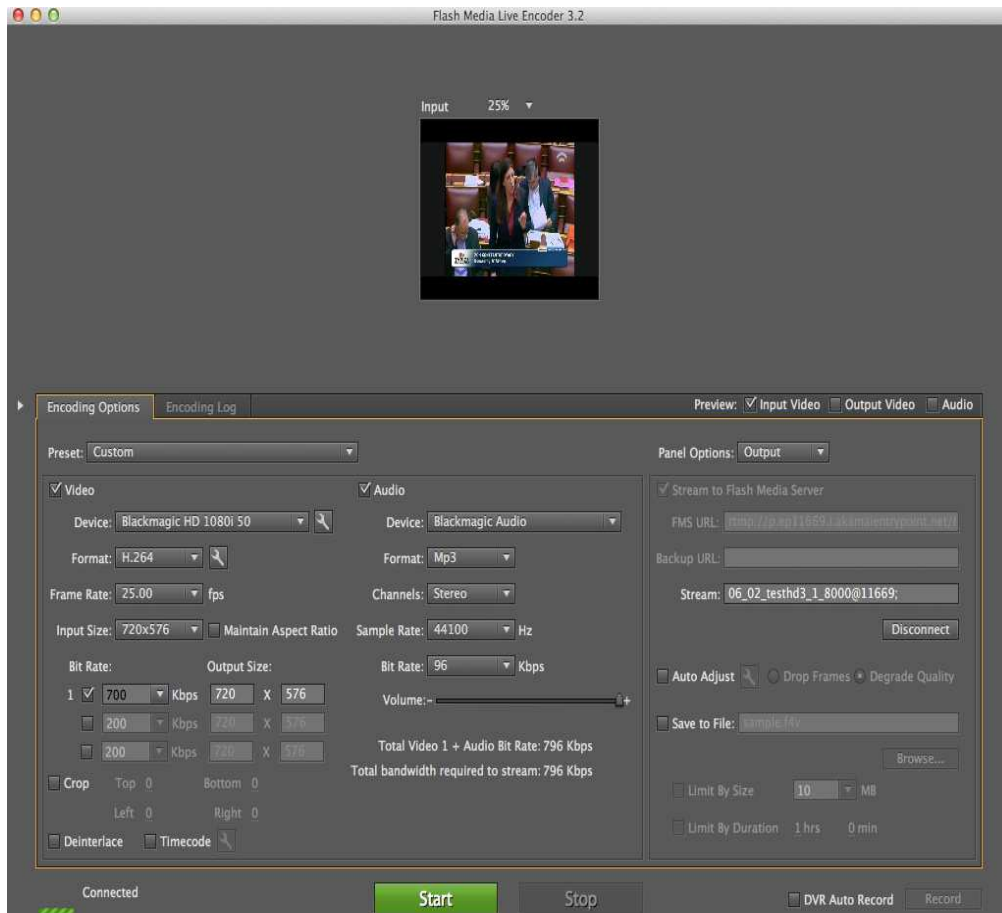 Flash Media Live Encoder 3.2
Input 25%
Encoding Options Encoding Log Preview: Input Video Output Video Audio
Preset: Custom Panel Options: Output
Video Audio Stream to Flash Media Server
Device: Blackmagic HD 1080i 50 Device: Blackmagic Audio FMS URL:
Format: H.264 Format: Mp3 Backup URL:
Frame Rate: 25.00 fps Channels: Stereo Stream: 06_02_testhd3_1_8000@11669;
Input Size: 720x576 Maintain Aspect Ratio Sample Rate: 44100 Hz Disconnect
Bit Rate: Output Size: Bit Rate: 96 Kbps
1 700 Kbps 720 X 576 Volume: - + Auto Adjust Drop Frames Degrade Quality
200 Kbps 720 X 576 Save to File: sample.f4v
200 Kbps 720 X 576 Total Video 1 + Audio Bit Rate: 796 Kbps Browse...
Total bandwidth required to stream: 796 Kbps
Crop Top 0 Bottom 0 Limit By Size 10 MB
Left 0 Right 0 Limit By Duration 1 hrs 0 min
Deinterlace Timecode
Connected Start Stop DVR Auto Record Record